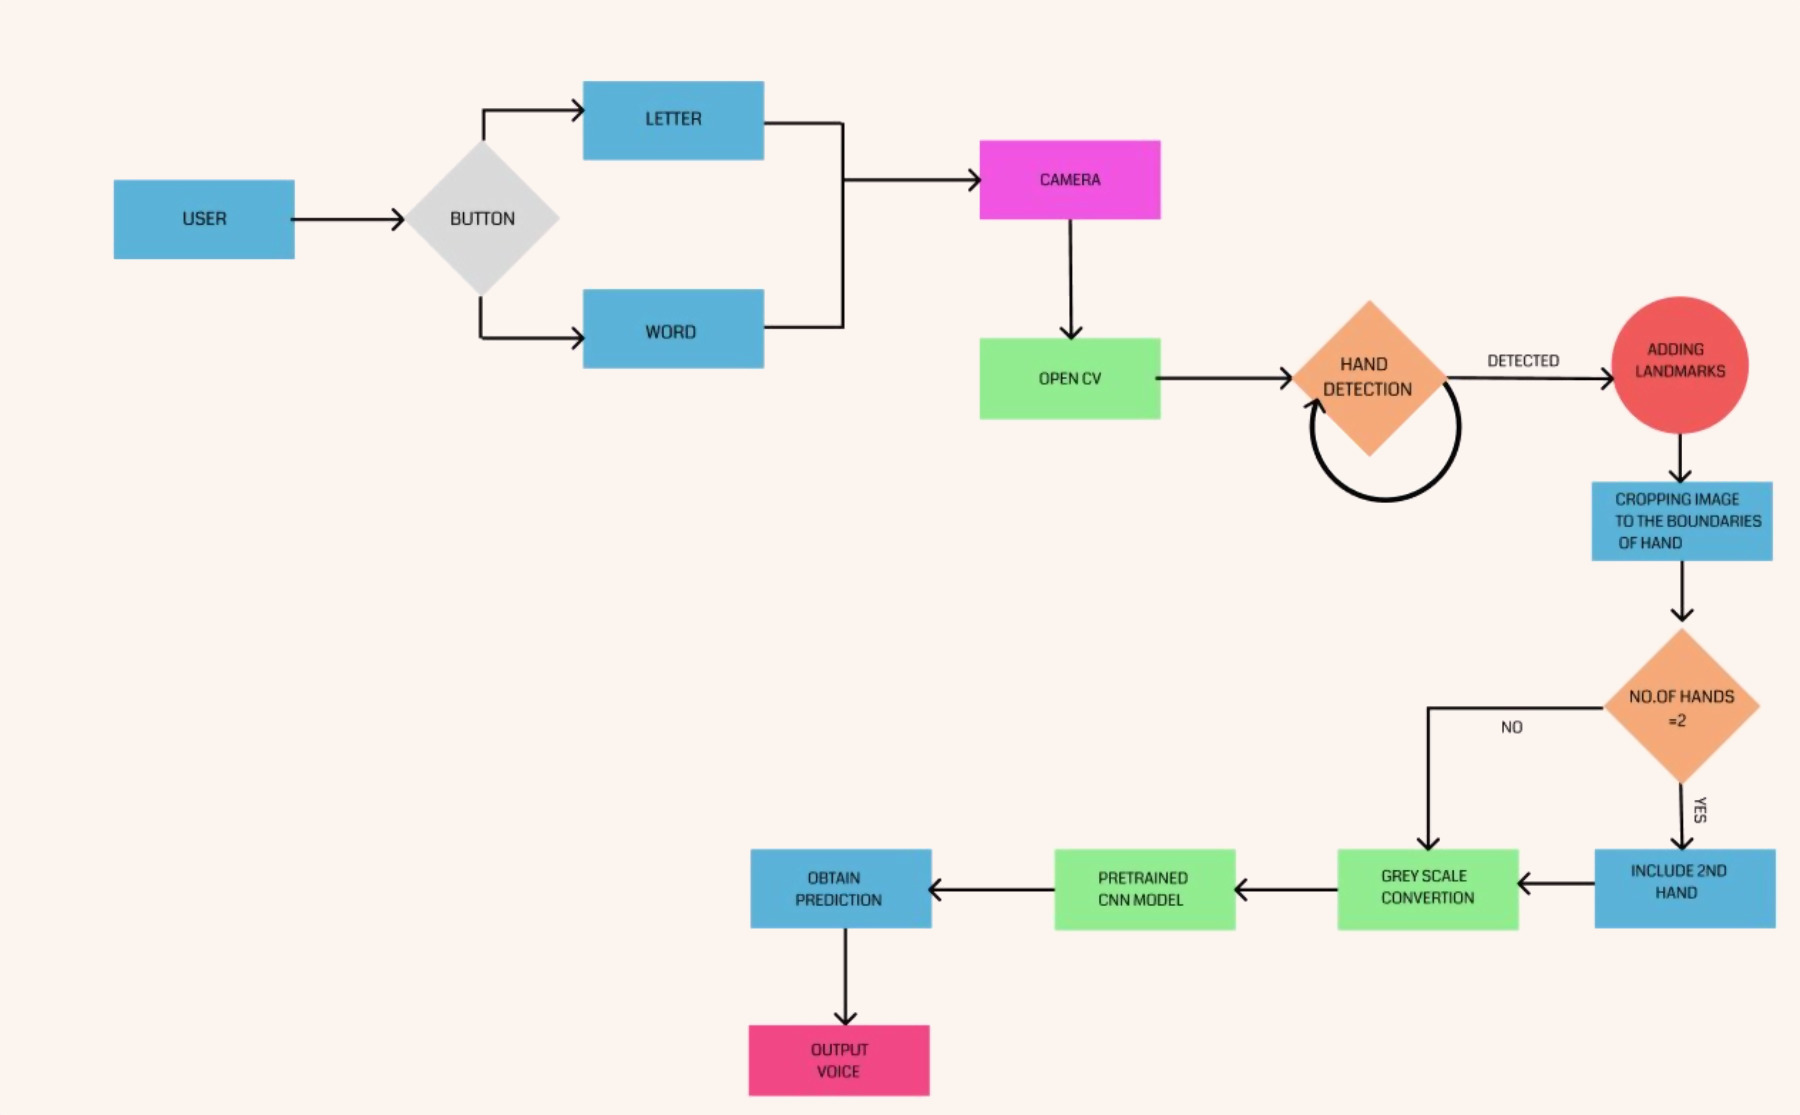 LETTER
USER
BUTTON
WORD
CAMERA
OPEN CV
HAND
DETECTION
DETECTED
ADDING
LANDMARKS
CROPPING IMAGE
TO THE BOUNDARIES
OF HAND
NO.OF HANDS
=2
NO
YES
INCLUDE 2ND
HAND
GREY SCALE
CONVERTION
PRETRAINED
CNN MODEL
OBTAIN
PREDICTION
OUTPUT
VOICE